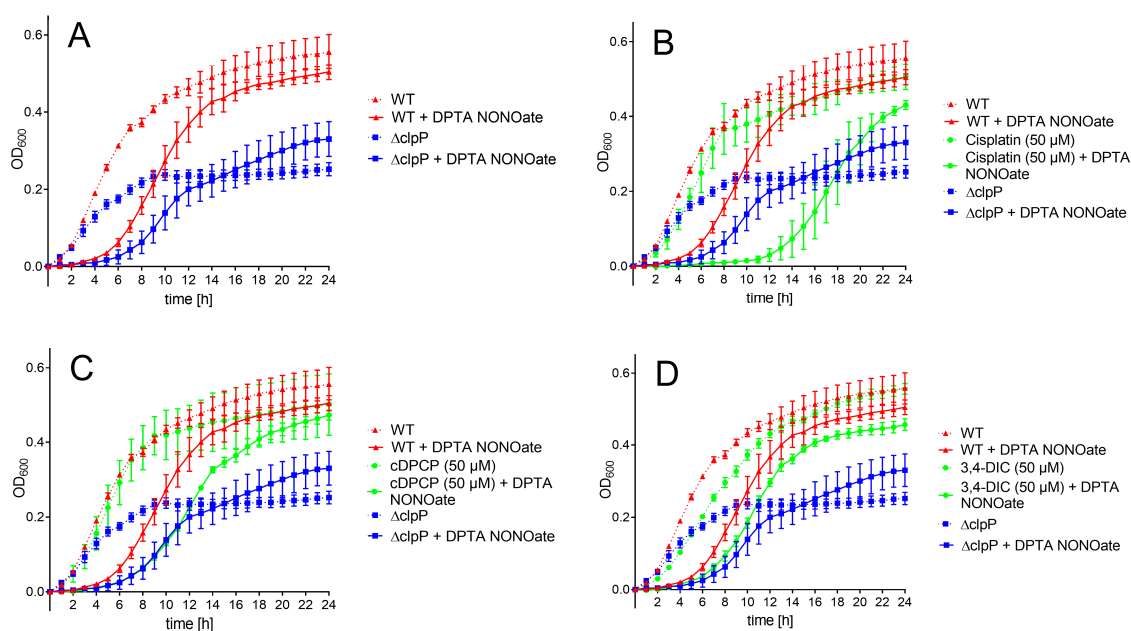 A
0.6
0.4
0.2
0.0
OD600
2 4 6 8 10 12 14 16 18 20 22 24
time [h]
WT
WT + DPTA NONOate
ΔclpP
ΔclpP + DPTA NONOate
B
0.6
0.4
0.2
0.0
OD600
2 4 6 8 10 12 14 16 18 20 22 24
time [h]
WT
WT + DPTA NONOate
Cisplatin (50 µM)
Cisplatin (50 µM) + DPTA
NONOate
ΔclpP
ΔclpP + DPTA NONOate
C
0.6
0.4
0.2
0.0
OD600
2 4 6 8 10 12 14 16 18 20 22 24
time [h]
WT
WT + DPTA NONOate
cDPCP (50 µM)
cDPCP (50 µM) + DPTA
NONOate
ΔclpP
ΔclpP + DPTA NONOate
D
0.6
0.4
0.2
0.0
OD600
2 4 6 8 10 12 14 16 18 20 22 24
time [h]
WT
WT + DPTA NONOate
3,4-DIC (50 µM)
3,4-DIC (50 µM) + DPTA
NONOate
ΔclpP
ΔclpP + DPTA NONOate